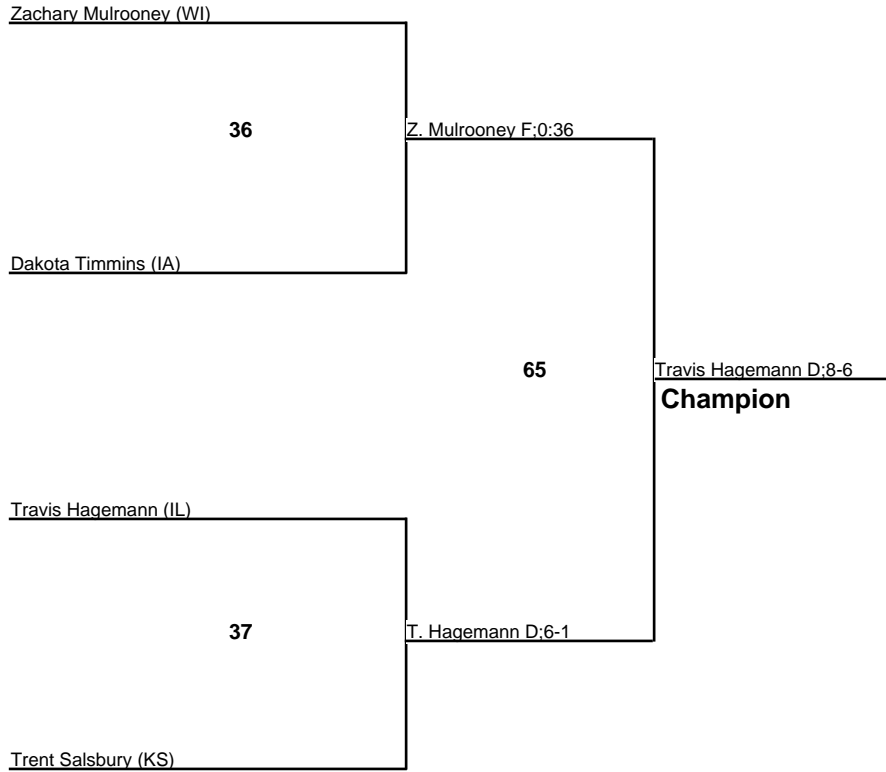 Zachary Mulrooney (WI)
36
Z. Mulrooney F;0:36
Dakota Timmins (IA)
65
Travis Hagemann D;8-6
Champion
Travis Hagemann (IL)
37
T. Hagemann D;6-1
Trent Salsbury (KS)